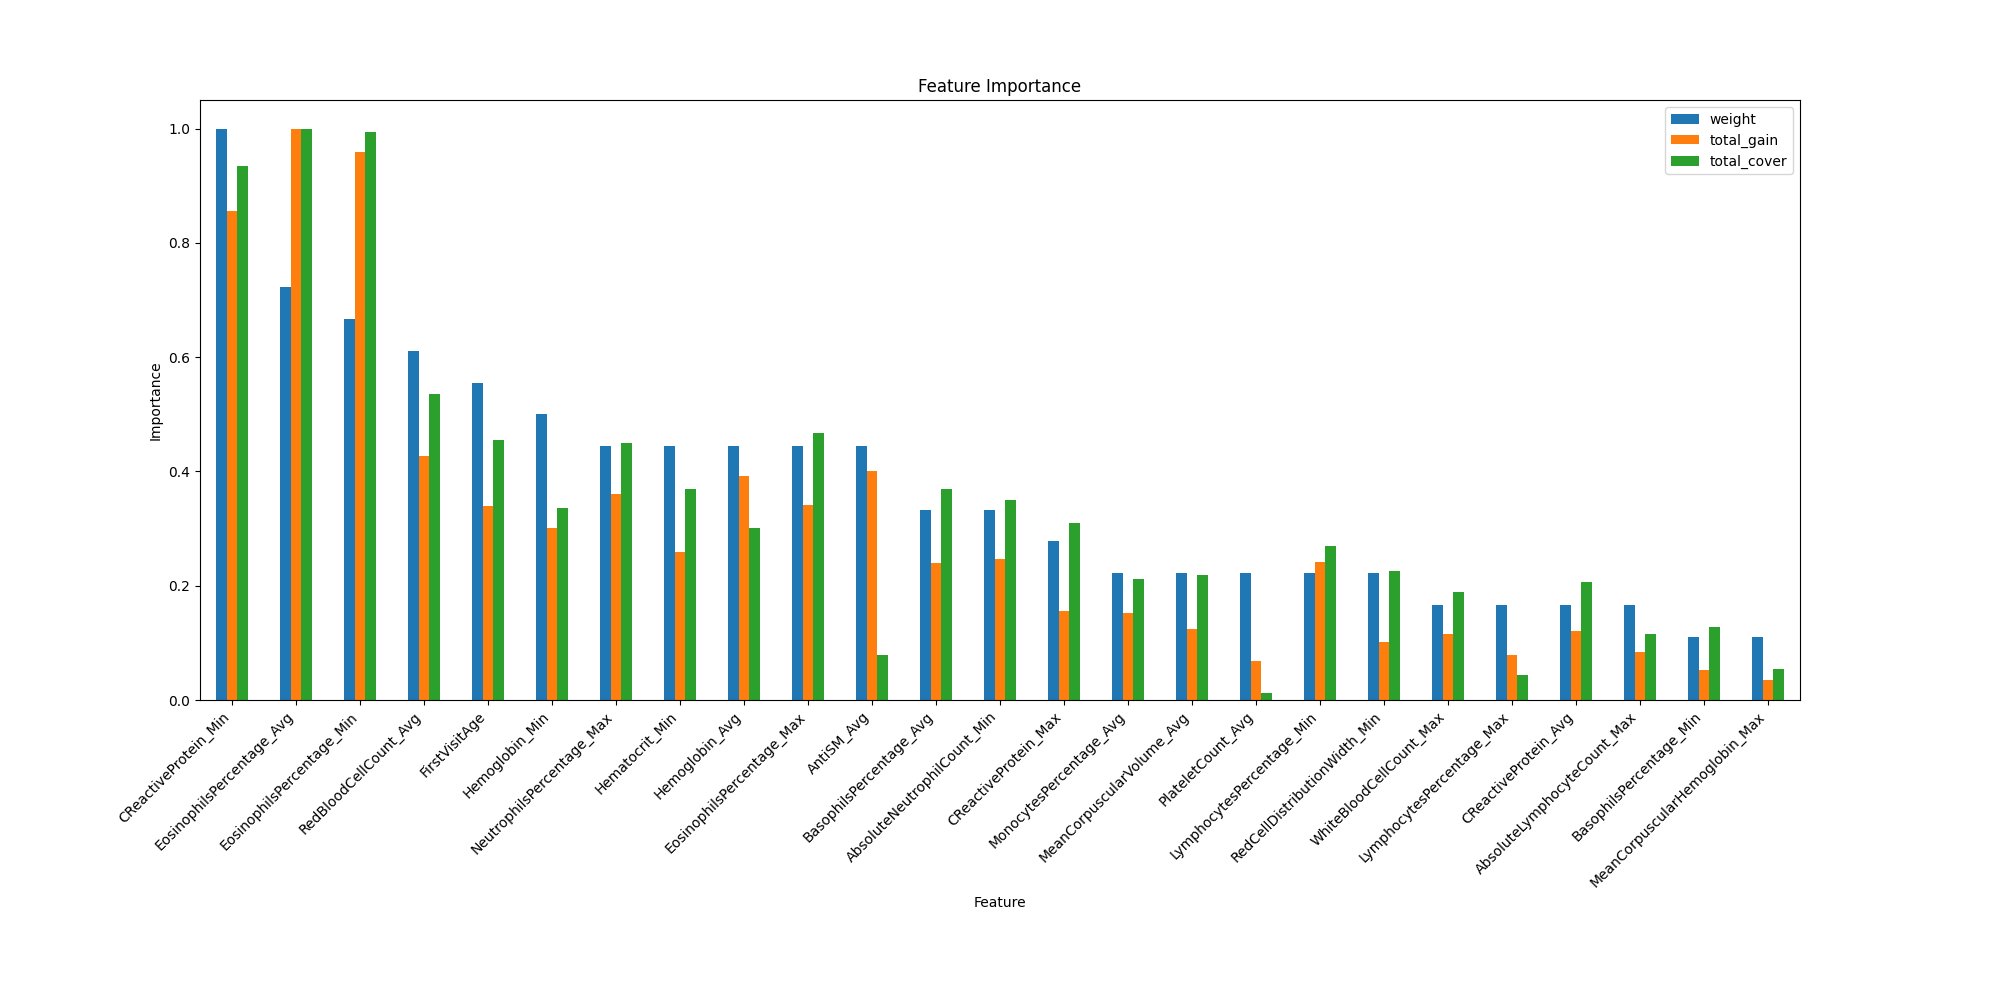 Feature Importance
weight
total_gain
total_cover
Importance
1.0
0.8
0.6
0.4
0.2
0.0
CReactiveProtein_Min
EosinophilsPercentage_Avg
EosinophilsPercentage_Min
RedBloodCellCount_Avg
FirstVisitAge
Hemoglobin_Min
NeutrophilsPercentage_Max
Hematocrit_Min
Hemoglobin_Avg
EosinophilsPercentage_Max
AntiSM_Avg
BasophilsPercentage_Avg
AbsoluteNeutrophilCount_Min
CReactiveProtein_Max
MonocytesPercentage_Avg
MeanCorpuscularVolume_Avg
PlateletCount_Avg
LymphocytesPercentage_Min
RedCellDistributionWidth_Min
WhiteBloodCellCount_Max
LymphocytesPercentage_Max
CReactiveProtein_Avg
AbsoluteLymphocyteCount_Max
BasophilsPercentage_Min
MeanCorpuscularHemoglobin_Max
Feature